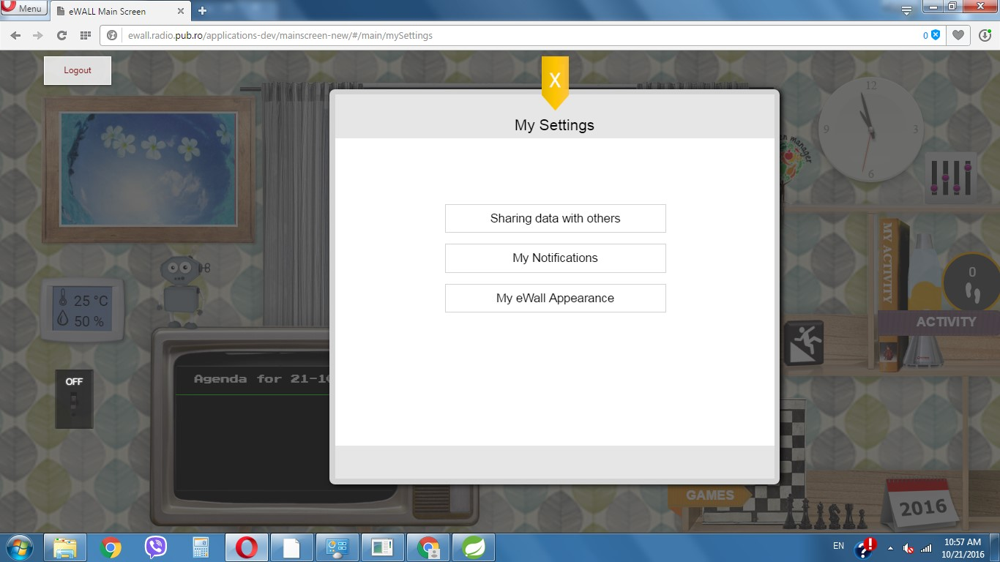 Menu
eWALL Main Screen
ewall.radio.pub.ro/applications-dev/mainscreen-new/#/main/mySettings
0
Logout
X
My Settings
Sharing data with others
My Notifications
My eWall Appearance
12
3
6
9
manager
25 °C
50 %
OFF
Agenda for 21-1
MY ACTIVITY
0
ACTIVITY
GAMES
2016
EN
10:57 AM
10/21/2016